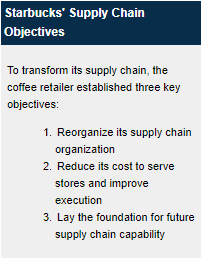 Starbucks' Supply Chain
Objectives
To transform its supply chain, the
coffee retailer established three key
objectives:
1. Reorganize its supply chain
organization
2. Reduce its cost to serve
stores and improve
execution
3. Lay the foundation for future
supply chain capability